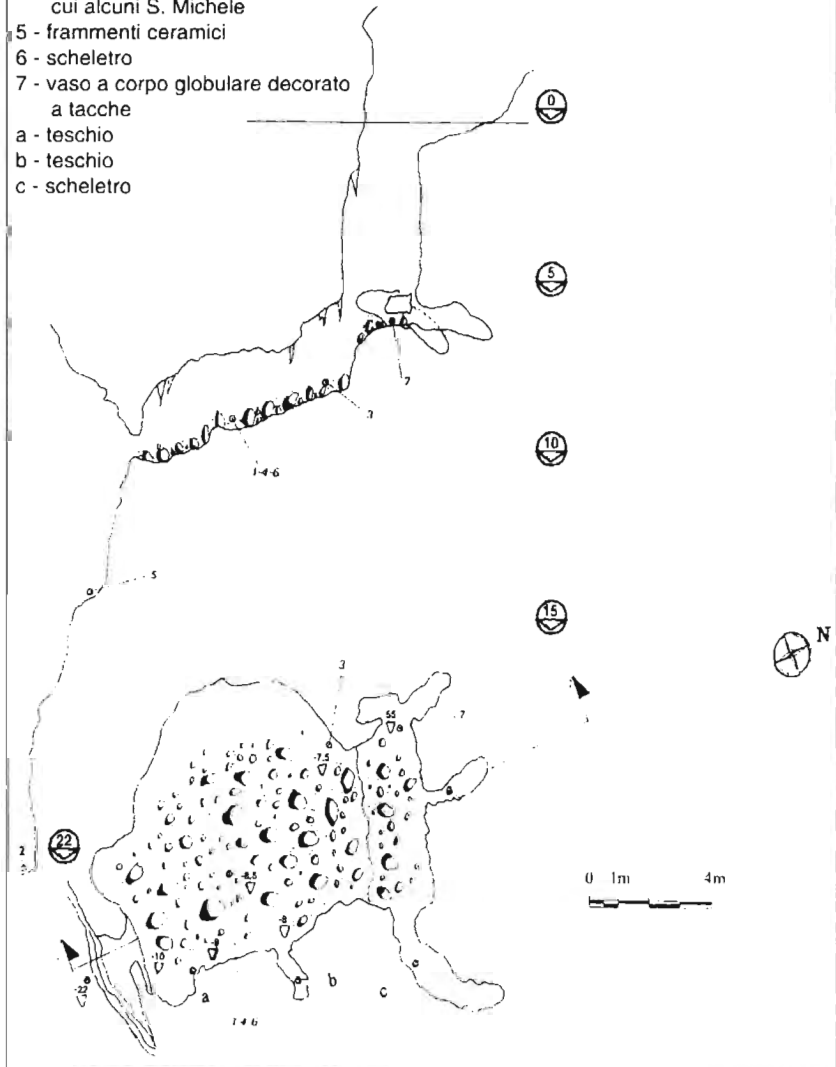 cui alcuni S. Michele
5 - frammenti ceramici
6 - scheletro
7 - vaso a corpo globulare decorato
a tacche
a - teschio
b - teschio
c - scheletro
0
5
7
3
1-4-6
10
5
15
N
3
7
55
-7.5
2
22
-8.5
0 1m 4m
-8
-9
-10
-22
a
b
c
1-4-6